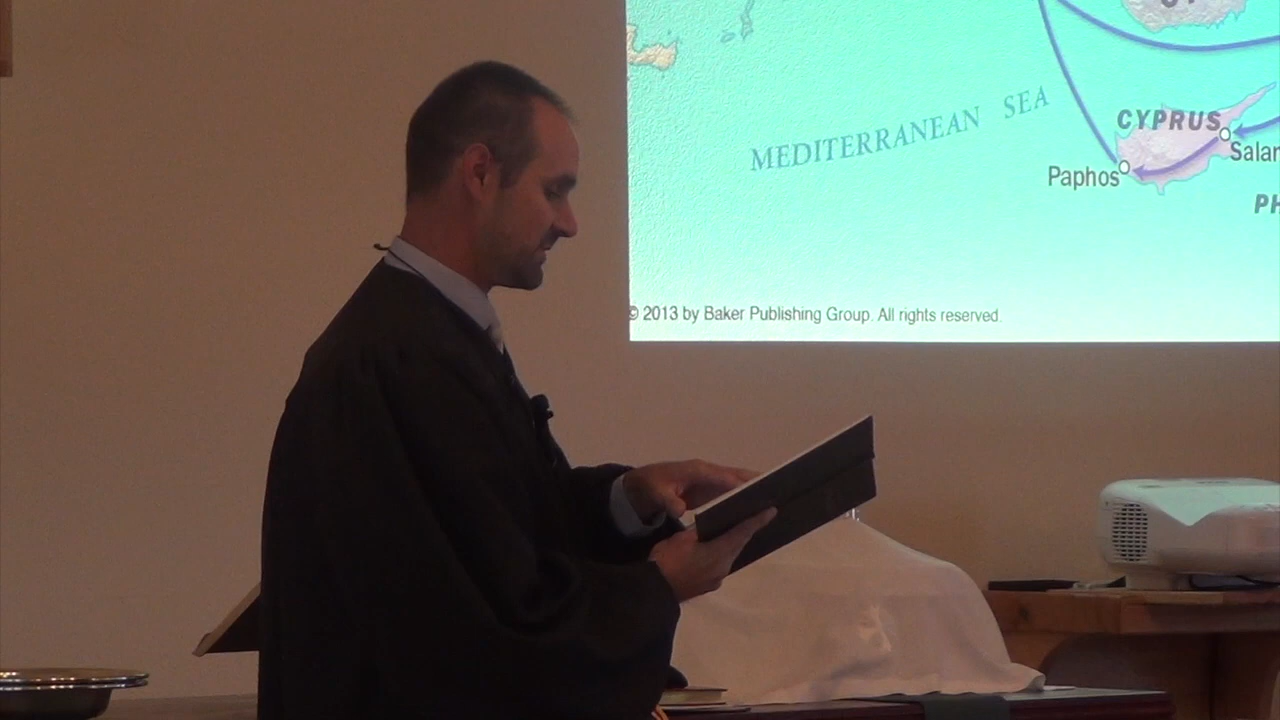 MEDITERRANEAN SEA
CYPRUS
Paphos
© 2013 by Baker Publishing Group. All rights reserved.